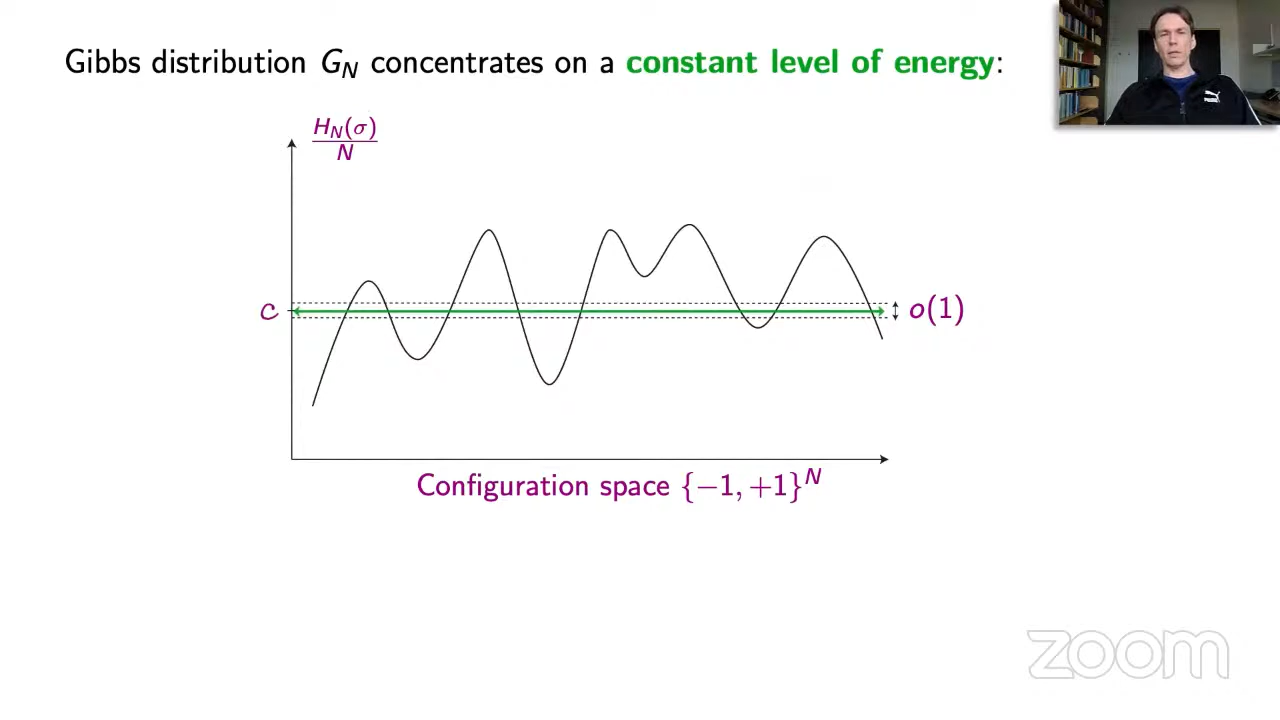 Gibbs distribution G_N concentrates on a constant level of energy:
H_N(σ)
N
c
o(1)
Configuration space {−1, +1}^N
zoom